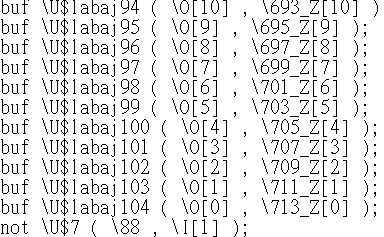 buf \U$labaj94 ( \O[10] , \693_Z[10] )
buf \U$labaj95 ( \O[9] , \695_Z[9] );
buf \U$labaj96 ( \O[8] , \697_Z[8] );
buf \U$labaj97 ( \O[7] , \699_Z[7] );
buf \U$labaj98 ( \O[6] , \701_Z[6] );
buf \U$labaj99 ( \O[5] , \703_Z[5] );
buf \U$labaj100 ( \O[4] , \705_Z[4] );
buf \U$labaj101 ( \O[3] , \707_Z[3] );
buf \U$labaj102 ( \O[2] , \709_Z[2] );
buf \U$labaj103 ( \O[1] , \711_Z[1] );
buf \U$labaj104 ( \O[0] , \713_Z[0] );
not \U$7 ( \88 , \I[1] );